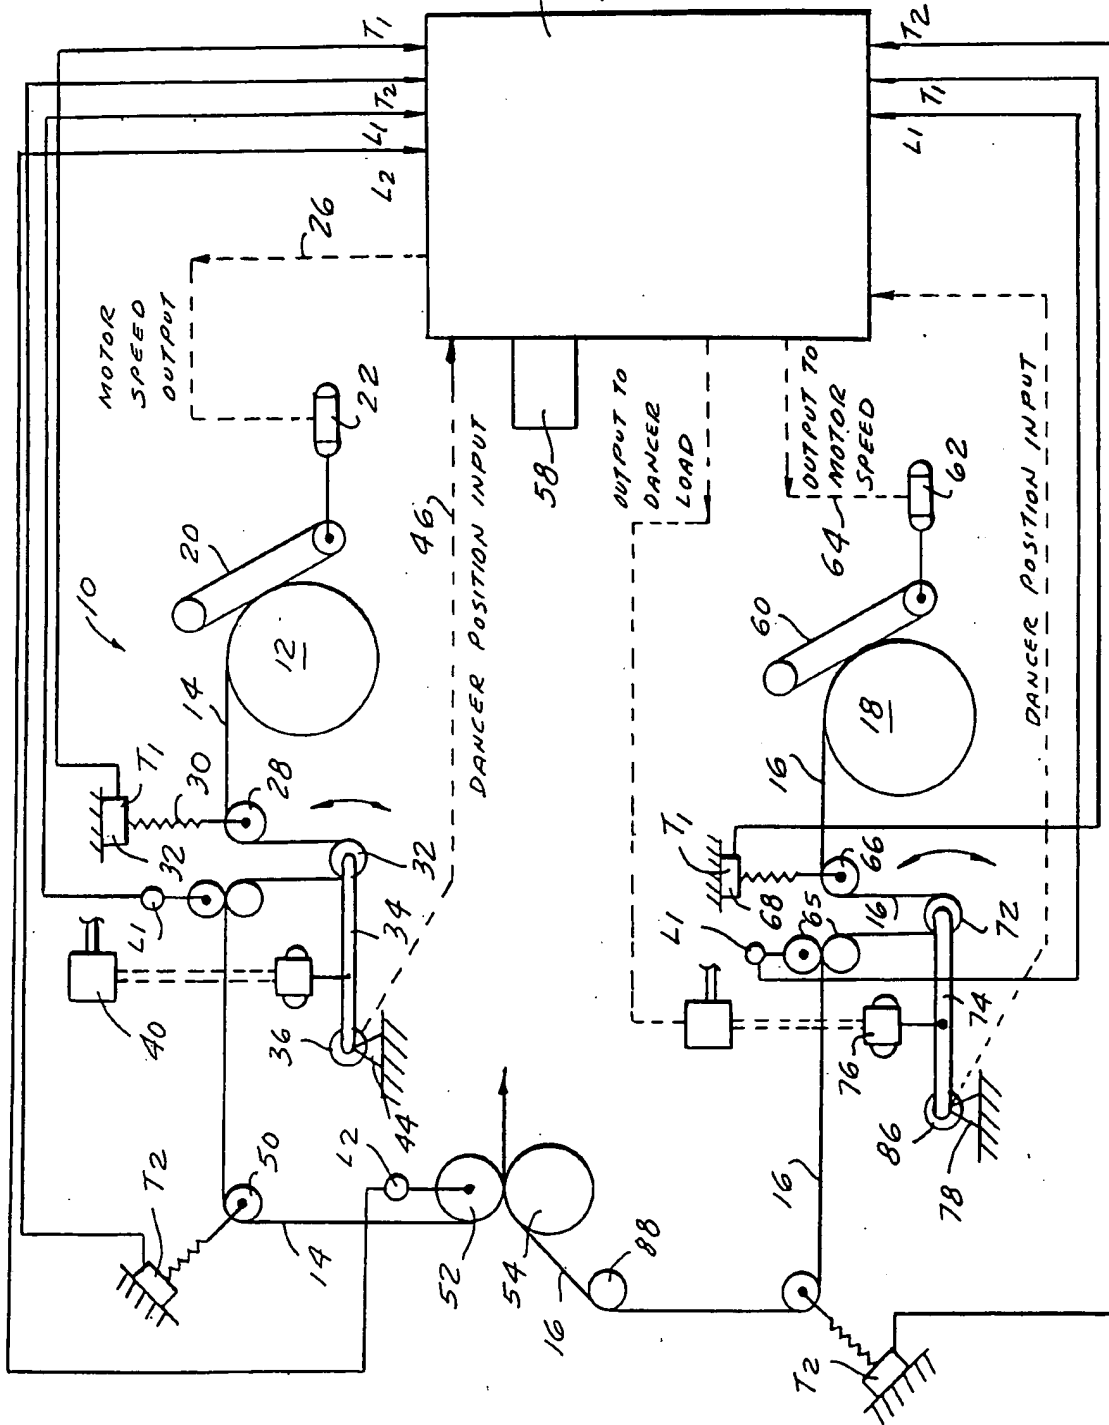 10
T1
T2
L1
L2
26
MOTOR
SPEED
OUTPUT
22
20
12
14
T1
30
32
28
L1
32
34
40
36
44
46
DANCER POSITION INPUT
58
T2
50
14
L2
52
54
16
88
OUTPUT TO
DANCER
LOAD
OUTPUT TO
MOTOR
SPEED
64
62
60
18
16
T1
68
66
L1
65
16
72
74
76
86
78
16
T2
DANCER POSITION INPUT
L1
T1
T2